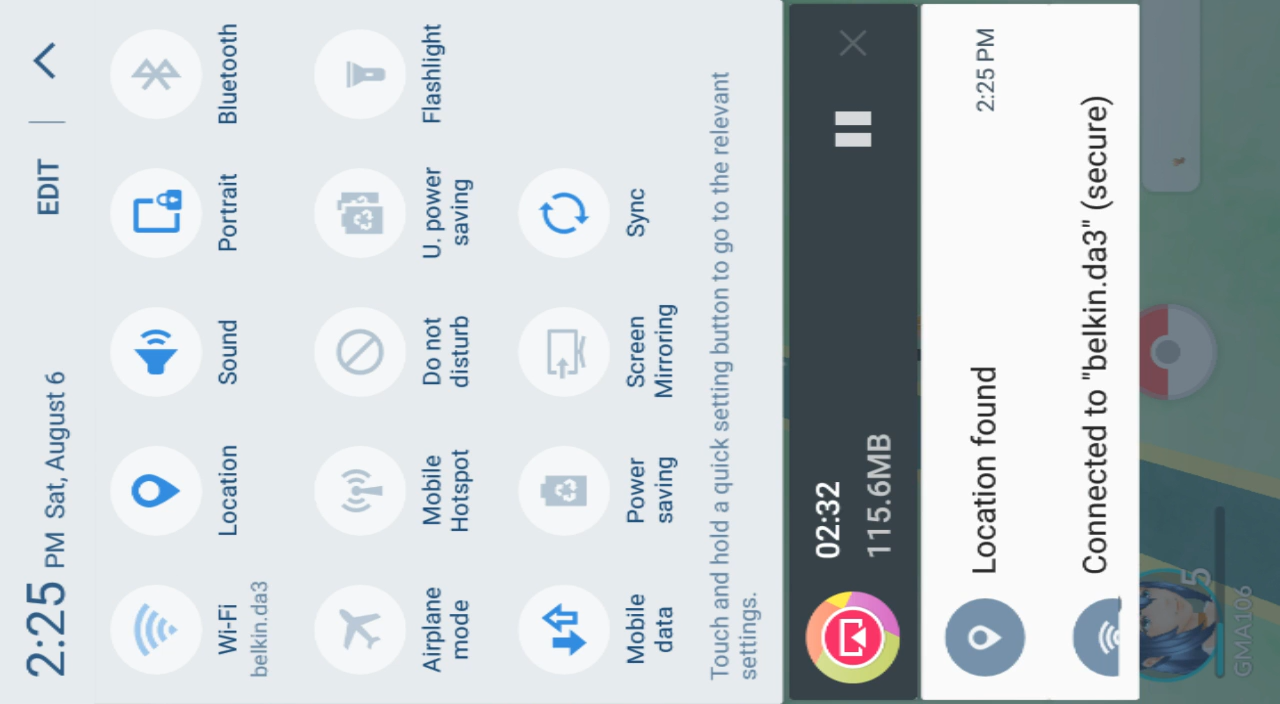 2:25 PM Sat, August 6 EDIT
Wi-Fi Location Sound Portrait Bluetooth
belkin.da3
Airplane Mobile Do not U. power Flashlight
mode Hotspot disturb saving
Mobile Power Screen Sync
data saving Mirroring
Touch and hold a quick setting button to go to the relevant
settings.
02:32
115.6MB
Location found 2:25 PM
Connected to "belkin.da3" (secure)
5
GMA106